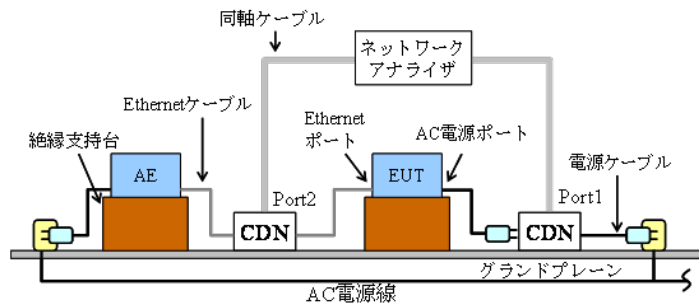 同軸ケーブル
ネットワーク
アナライザ
Ethernetケーブル
Ethernet
ポート
AC電源ポート
絶縁支持台
電源ケーブル
AE
EUT
Port2
Port1
CDN
CDN
グランドプレーン
AC電源線